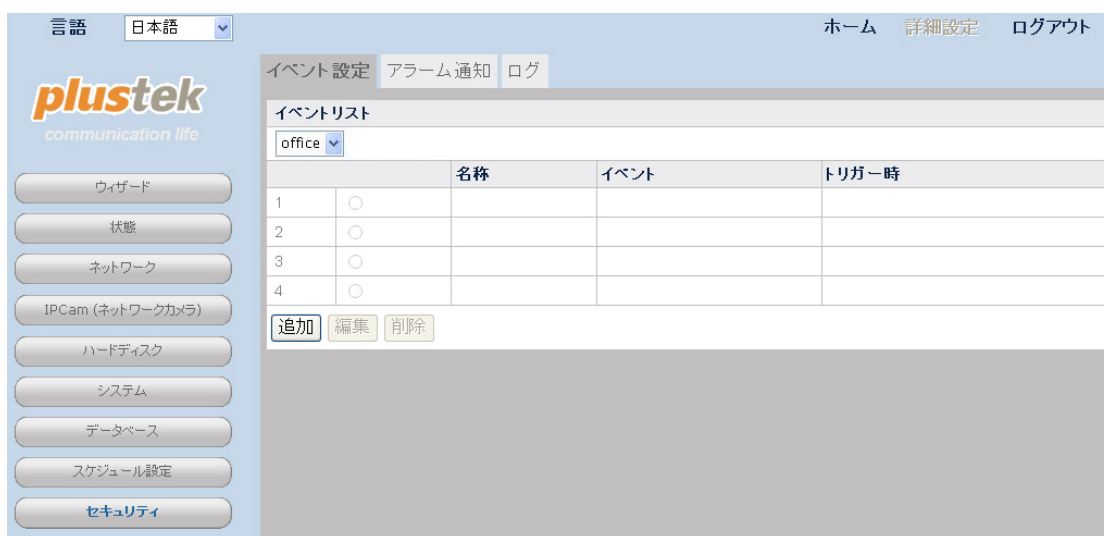 言語 日本語 ホーム 詳細設定 ログアウト
plustek
communication life
イベント設定 アラーム通知 ログ
イベントリスト
office
名称 イベント トリガー時
1
2
3
4
追加 編集 削除
ウィザード
状態
ネットワーク
IPCam (ネットワークカメラ)
ハードディスク
システム
データベース
スケジュール設定
セキュリティ